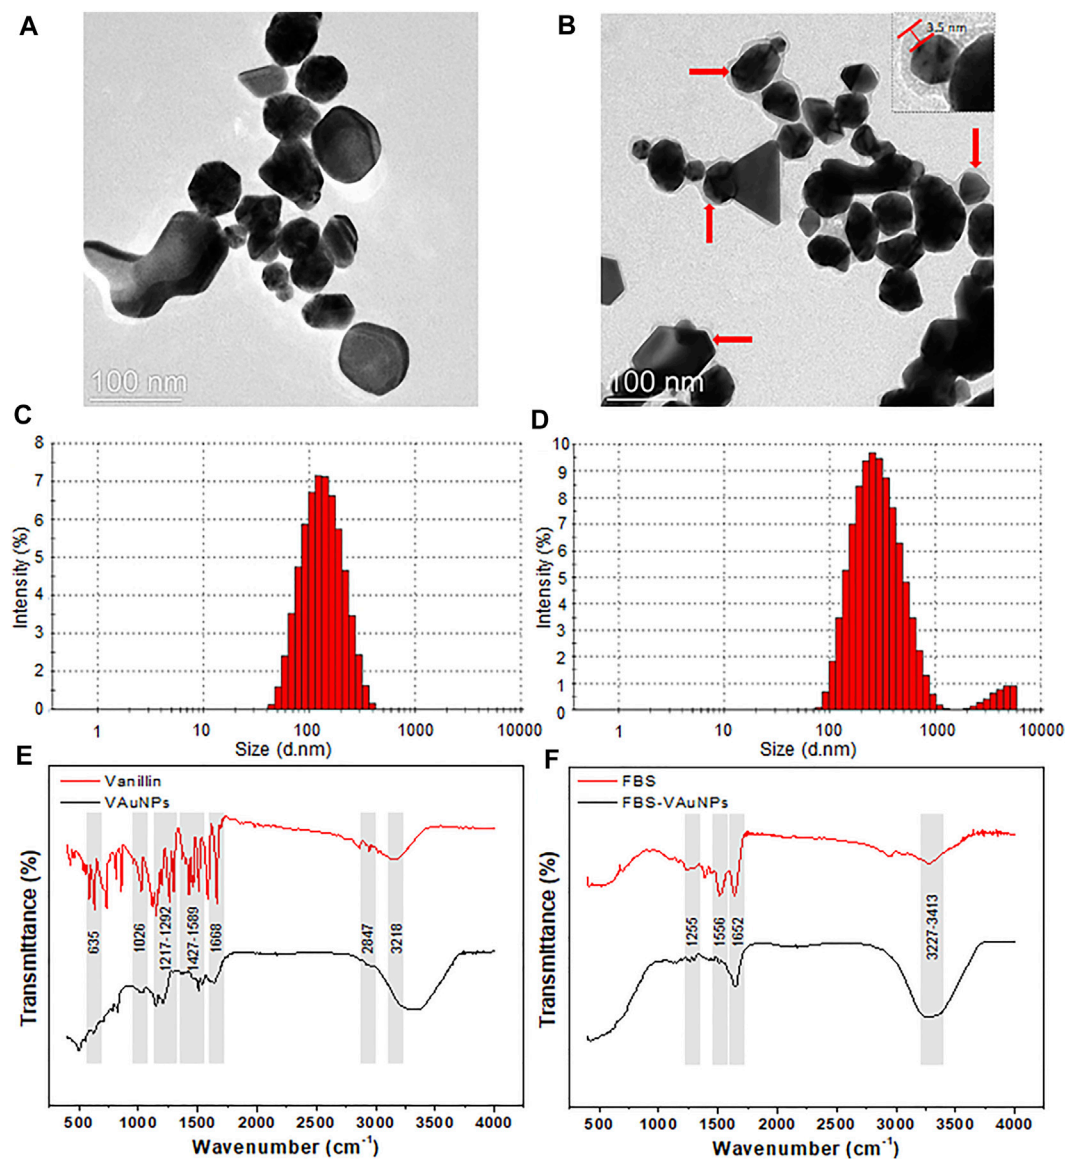 A
100 nm
B
3.5 nm
100 nm
C
8
7
6
5
4
3
2
1
0
Intensity (%)
1 10 100 1000 10000
Size (d.nm)
D
10
9
8
7
6
5
4
3
2
1
0
Intensity (%)
1 10 100 1000 10000
Size (d.nm)
E
Vanillin
VAuNPs
Transmittance (%)
635
1026
1217-1292
1427-1589
1668
2847
3218
500 1000 1500 2000 2500 3000 3500 4000
Wavenumber (cm-1)
F
FBS
FBS-VAuNPs
Transmittance (%)
1255
1556
1652
3227-3413
500 1000 1500 2000 2500 3000 3500 4000
Wavenumber (cm-1)